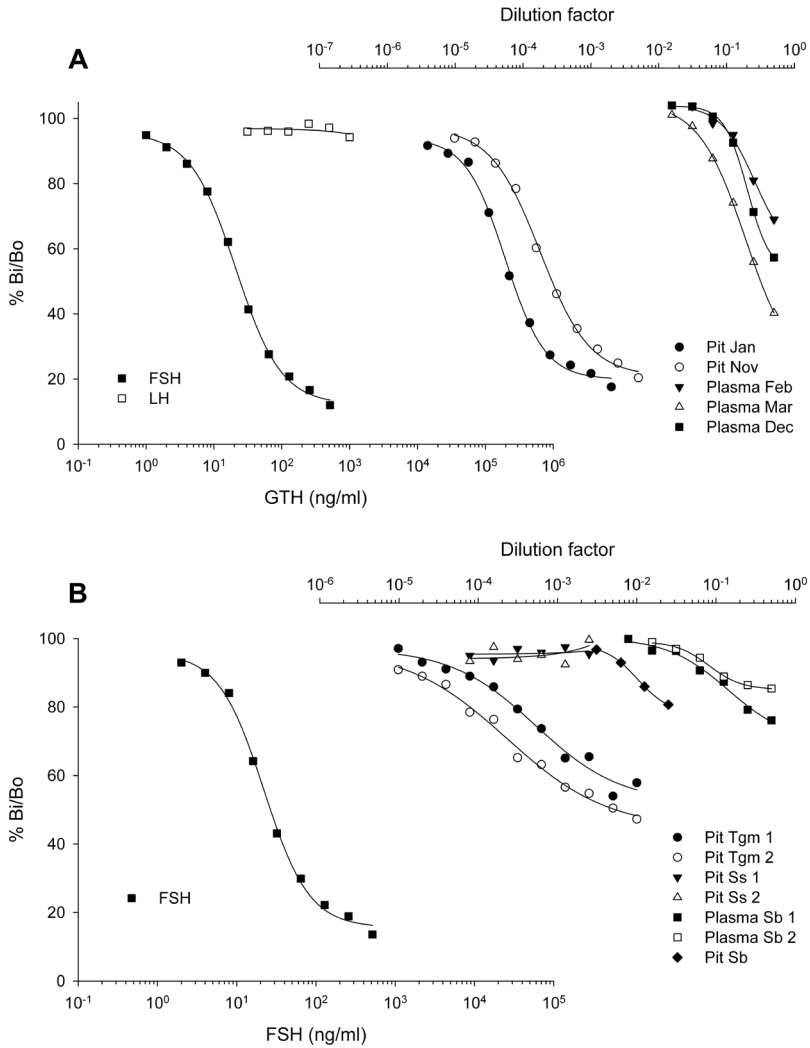 Dilution factor
10-7 10-6 10-5 10-4 10-3 10-2 10-1 100
A
100
80
60
40
20
0
% Bi/Bo
FSH
LH
Pit Jan
Pit Nov
Plasma Feb
Plasma Mar
Plasma Dec
10-1 100 101 102 103 104 105 106
GTH (ng/ml)
Dilution factor
10-6 10-5 10-4 10-3 10-2 10-1 100
B
100
80
60
40
20
0
% Bi/Bo
FSH
Pit Tgm 1
Pit Tgm 2
Pit Ss 1
Pit Ss 2
Plasma Sb 1
Plasma Sb 2
Pit Sb
10-1 100 101 102 103 104 105
FSH (ng/ml)